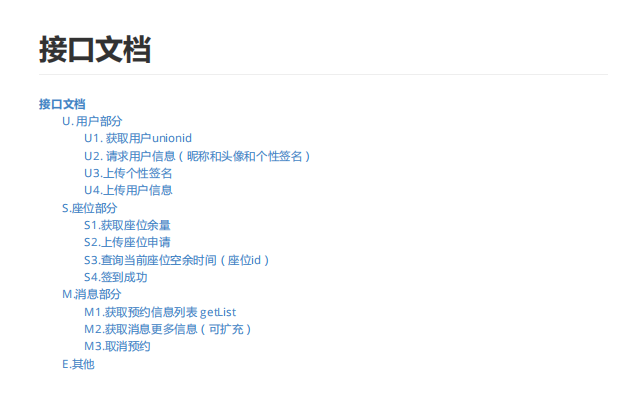 接口文档
接口文档
U. 用户部分
U1. 获取用户unionid
U2. 请求用户信息（昵称和头像和个性签名）
U3.上传个性签名
U4.上传用户信息
S.座位部分
S1.获取座位余量
S2.上传座位申请
S3.查询当前座位空余时间（座位id）
S4.签到成功
M.消息部分
M1.获取预约信息列表 getList
M2.获取消息更多信息（可扩充）
M3.取消预约
E.其他